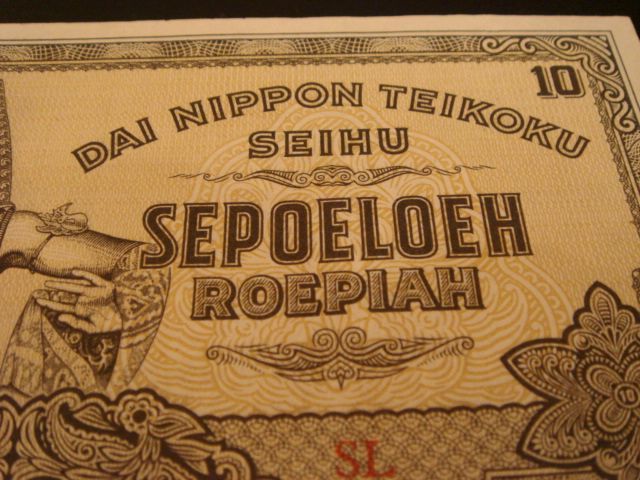 10
DAI NIPPON TEIKOKU
SEIHU
SEPOELOEH
ROEPIAH
SL